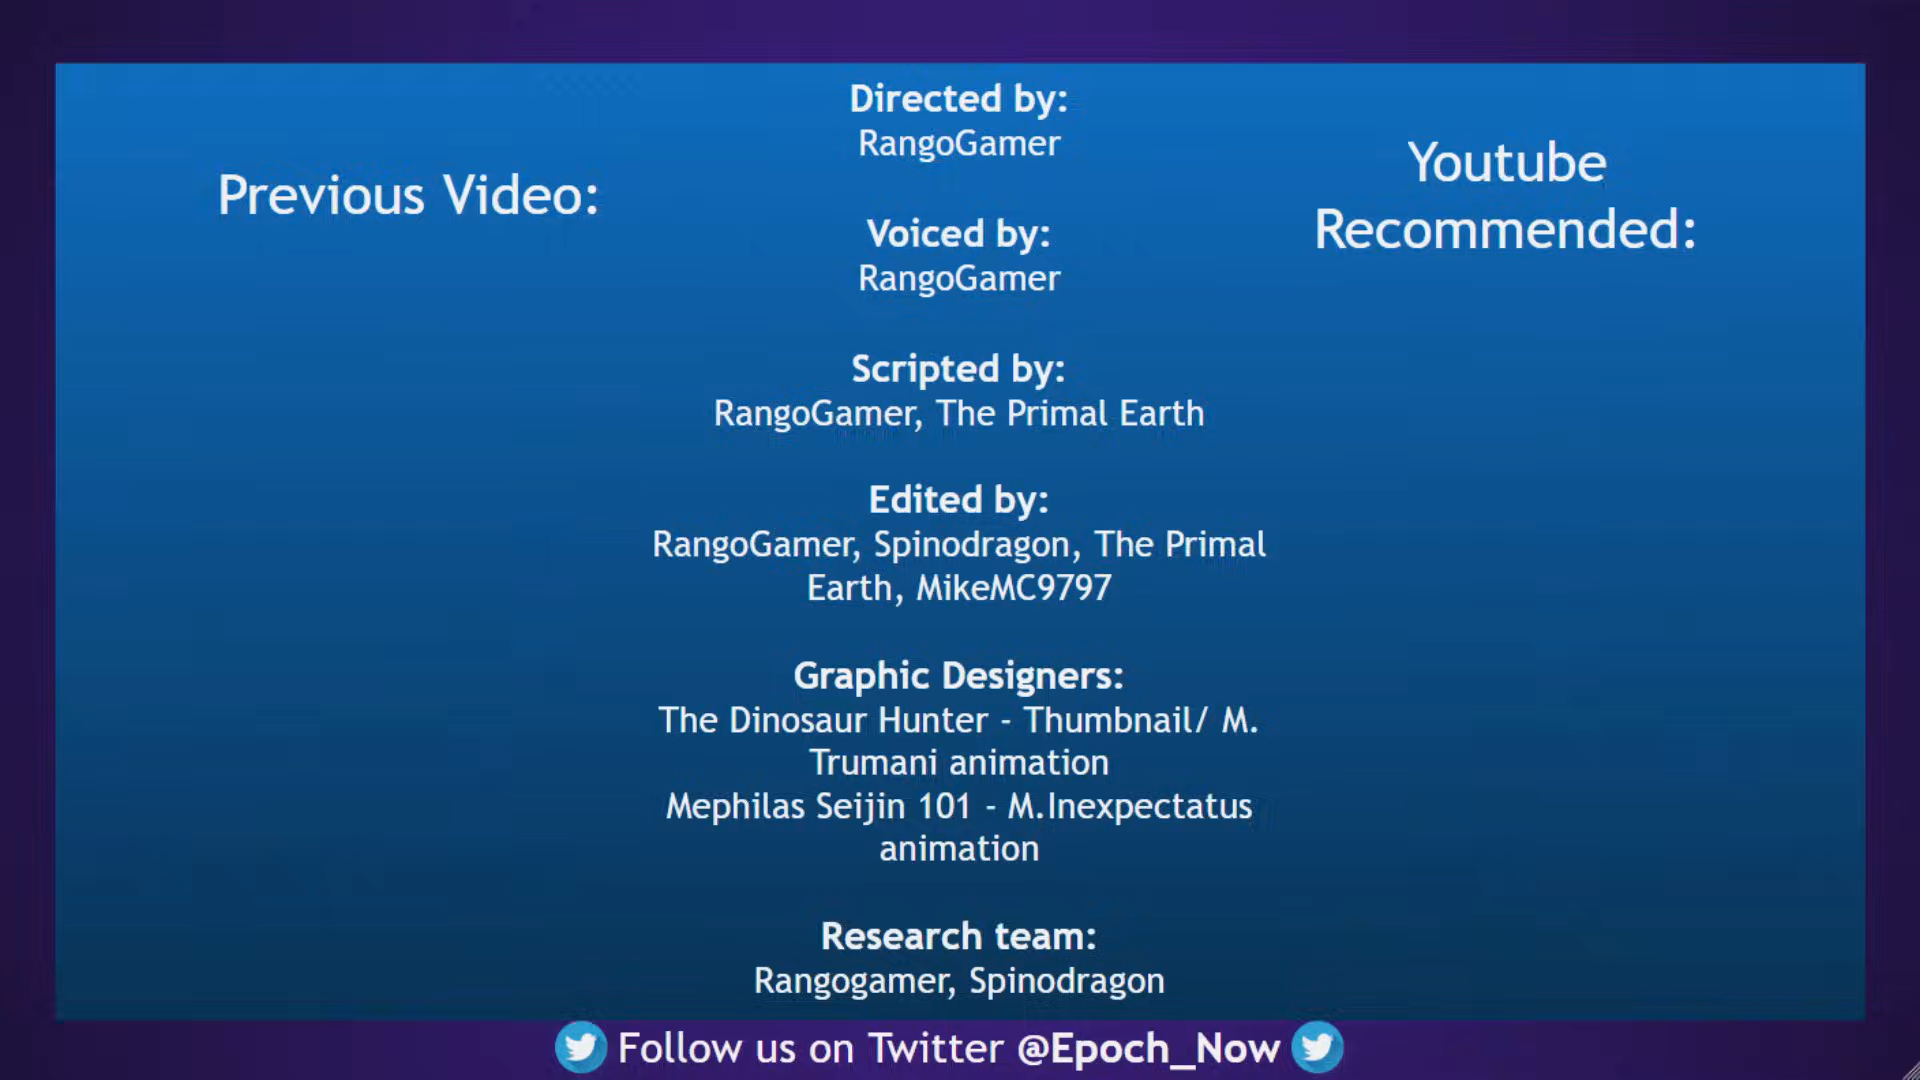 Previous Video:
Directed by:
RangoGamer
Voiced by:
RangoGamer
Scripted by:
RangoGamer, The Primal Earth
Edited by:
RangoGamer, Spinodragon, The Primal
Earth, MikeMC9797
Graphic Designers:
The Dinosaur Hunter - Thumbnail/ M.
Trumani animation
Mephilas Seijin 101 - M.Inexpectatus
animation
Research team:
Rangogamer, Spinodragon
Youtube
Recommended:
Follow us on Twitter @Epoch_Now